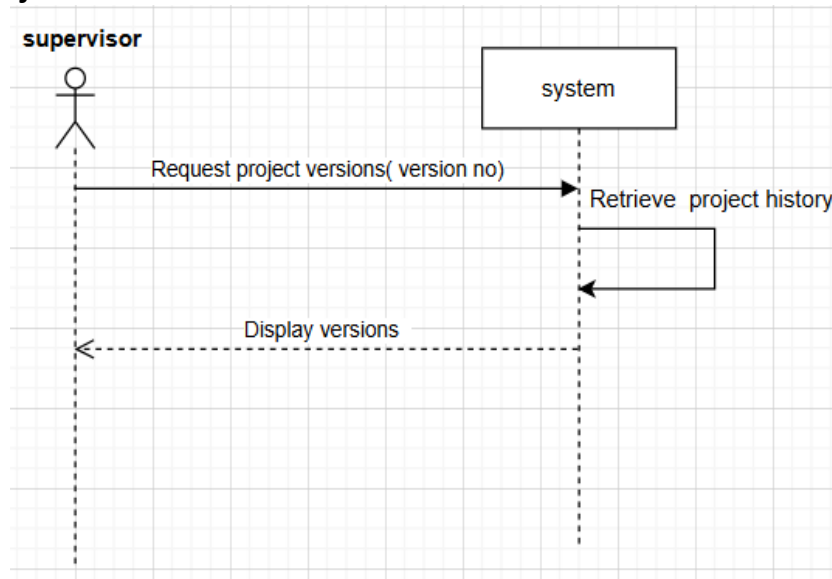 supervisor
system
Request project versions( version no)
Retrieve project history
Display versions